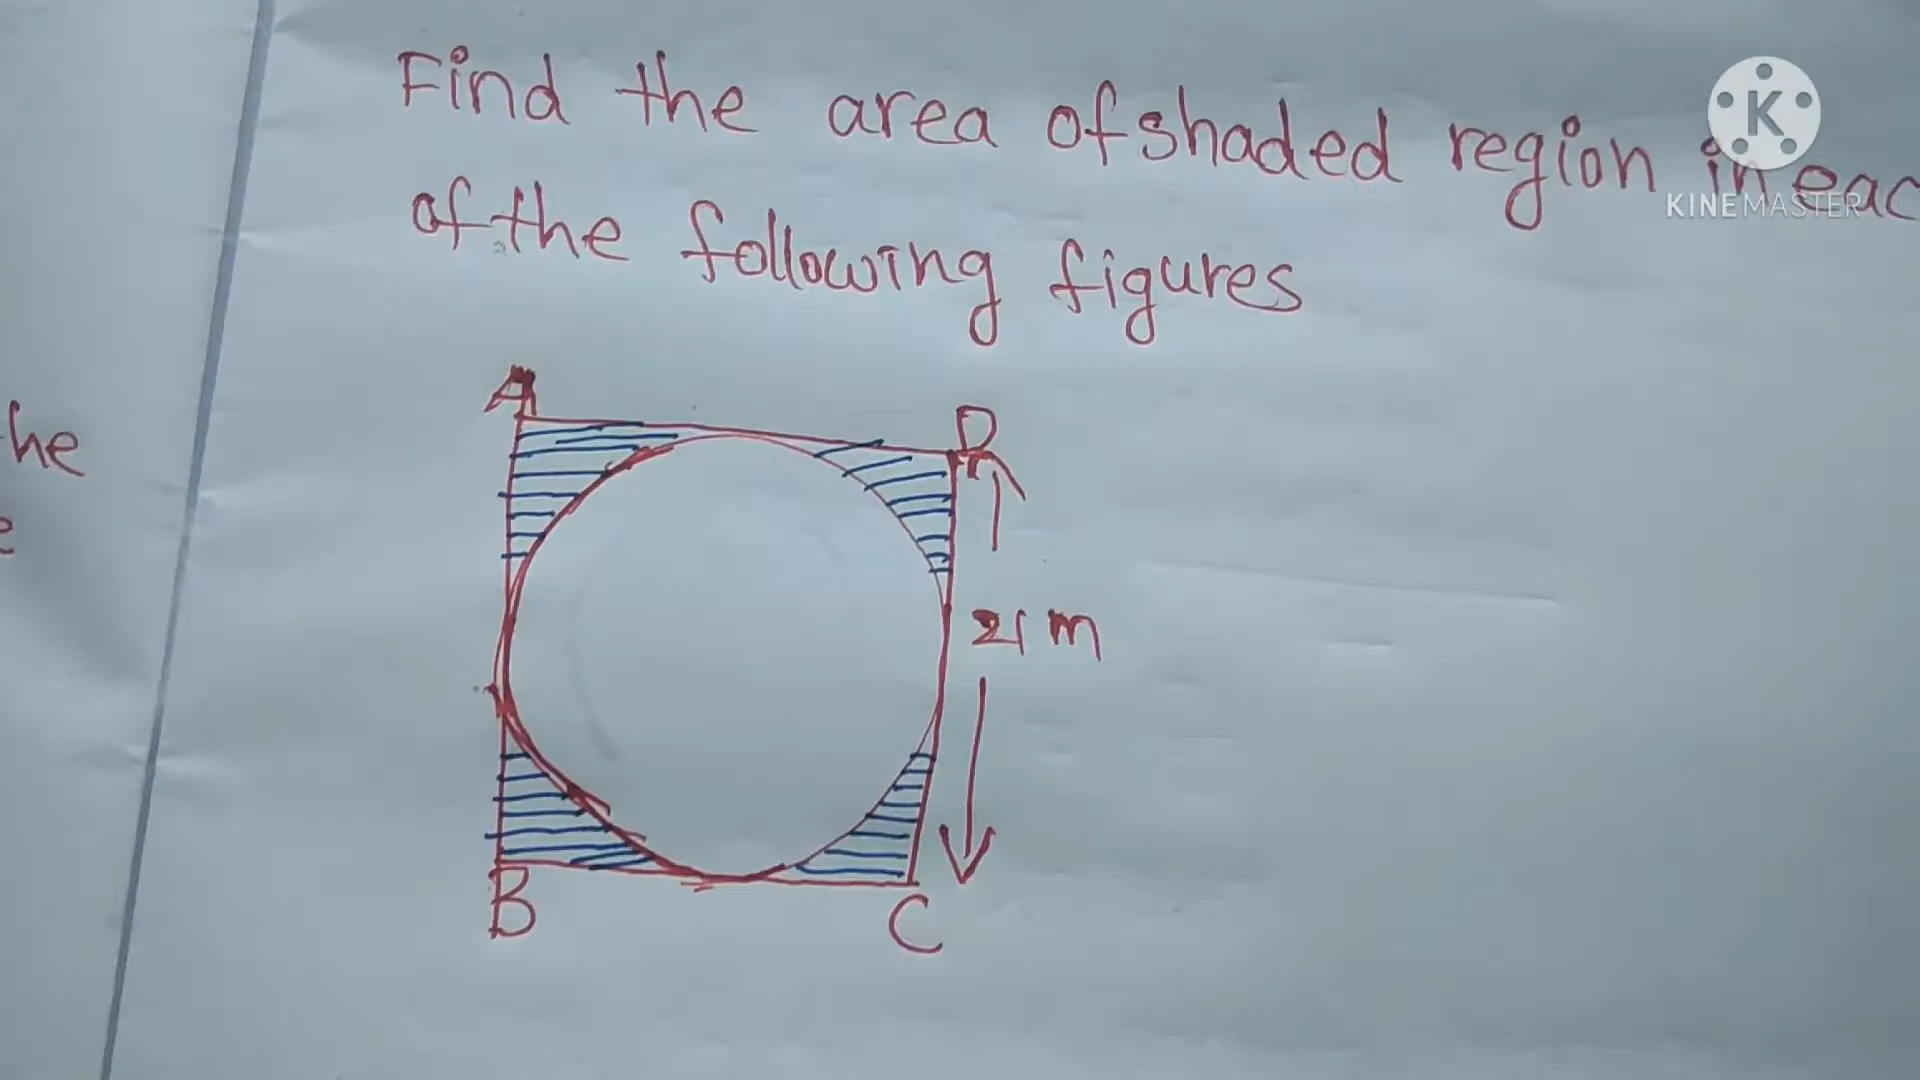 Find the area of shaded region in eac
of the following figures
he
e
A
D
21 m
B
C
K
KINEMASTER